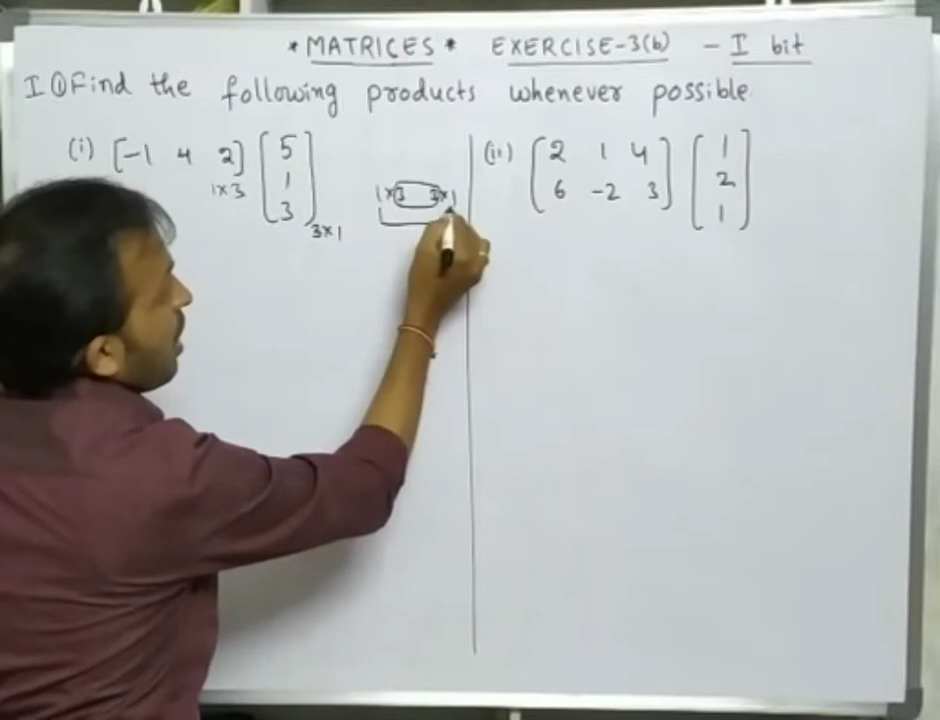 * MATRICES * EXERCISE-3(b) - I bit
I ① Find the following products whenever possible.
(i) [-1 4 2] [5
1
3]
1×3
3×1
1×3 3×1
(ii) [2 1 4
6 -2 3] [1
2
1]